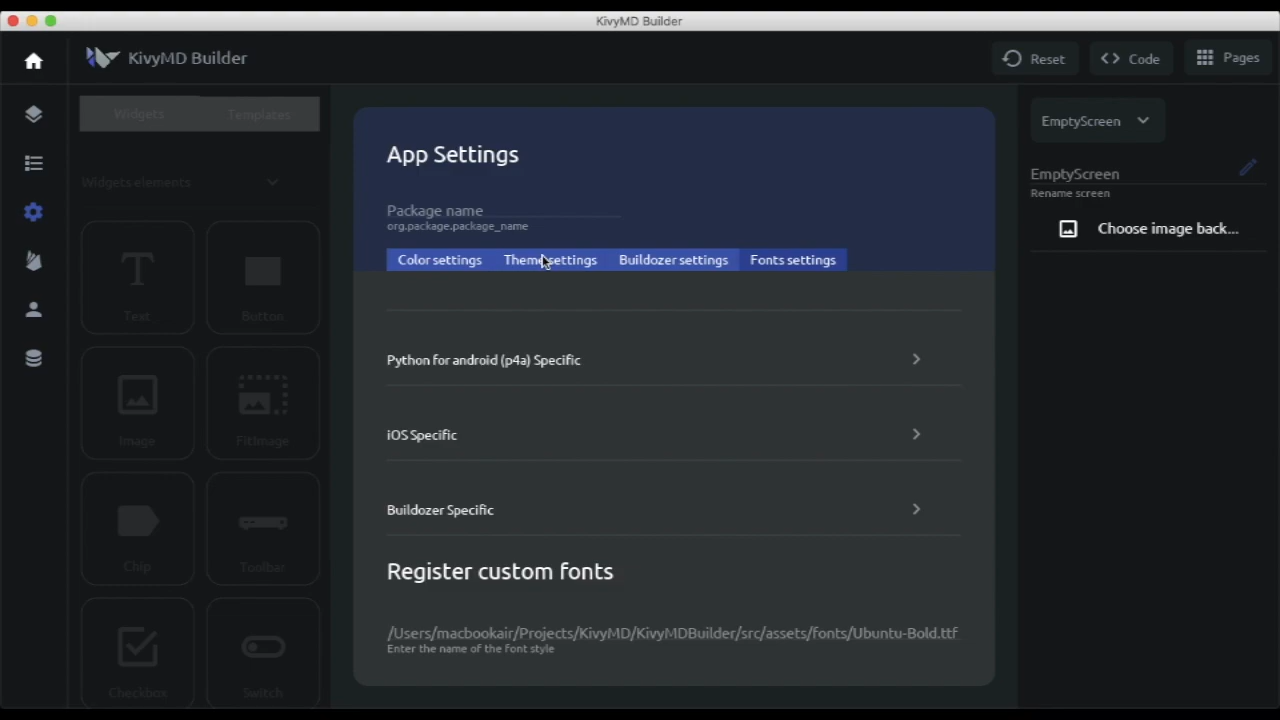 KivyMD Builder
KivyMD Builder
Reset
Code
Pages
Widgets
Templates
Widgets elements
Text
Button
Image
FitImage
Chip
Toolbar
Checkbox
Switch
App Settings
Package name
org.package.package_name
Color settings
Theme settings
Buildozer settings
Fonts settings
Python for android (p4a) Specific
iOS Specific
Buildozer Specific
Register custom fonts
/Users/macbookair/Projects/KivyMD/KivyMDBuilder/src/assets/fonts/Ubuntu-Bold.ttf
Enter the name of the font style
EmptyScreen
EmptyScreen
Rename screen
Choose image back...